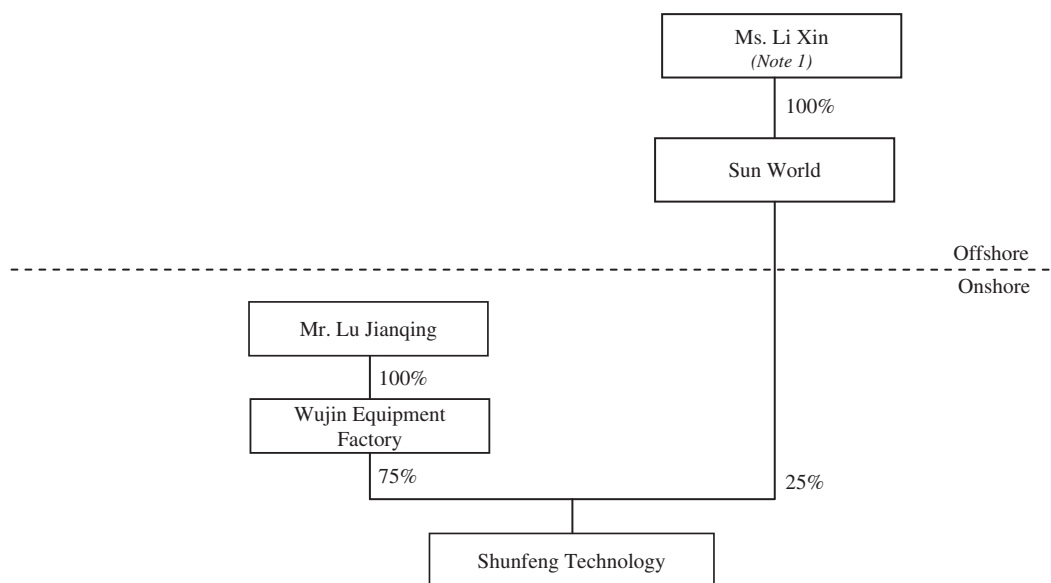 Ms. Li Xin
(Note 1)
100%
Sun World
Offshore
Onshore
Mr. Lu Jianqing
100%
Wujin Equipment
Factory
75%
25%
Shunfeng Technology